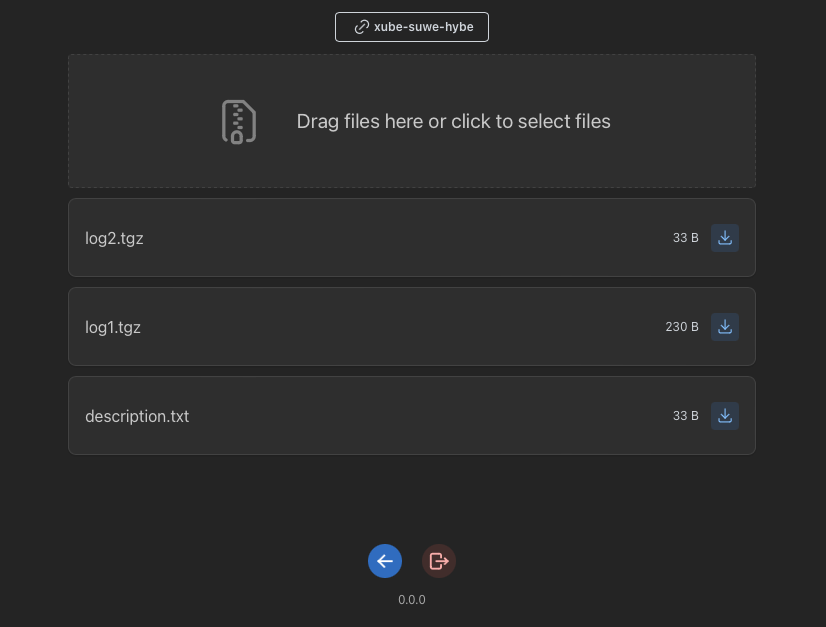 xube-suwe-hybe
Drag files here or click to select files
log2.tgz 33 B
log1.tgz 230 B
description.txt 33 B
0.0.0